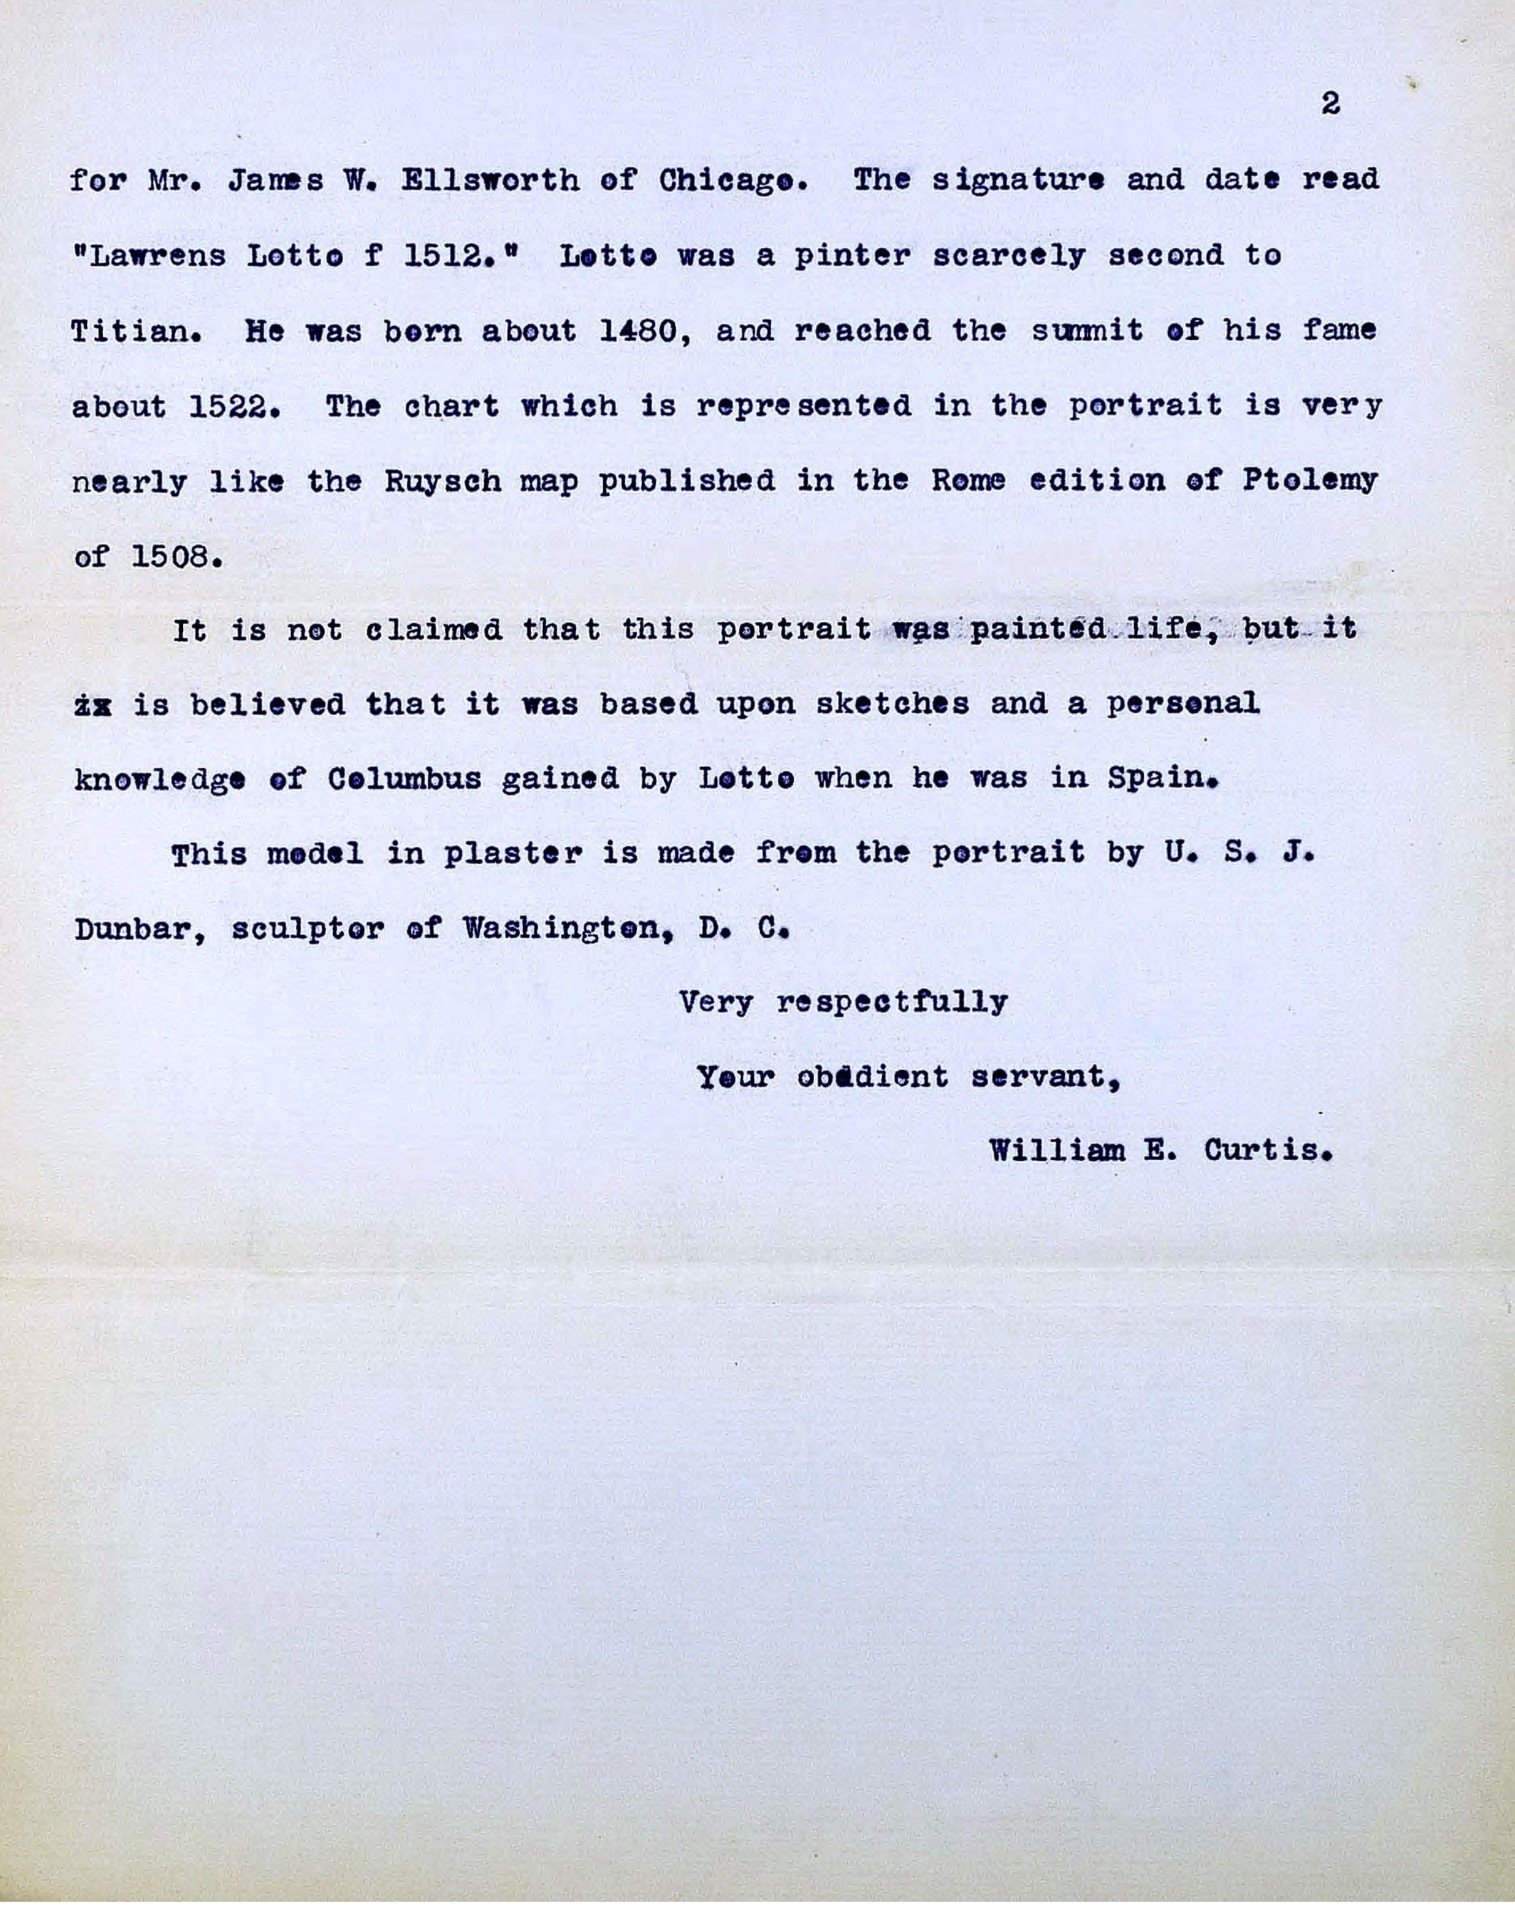 2
for Mr. James W. Ellsworth of Chicago. The signature and date read
"Lawrens Lotto f 1512." Lotto was a pinter scarcely second to
Titian. He was born about 1480, and reached the summit of his fame
about 1522. The chart which is represented in the portrait is very
nearly like the Ruysch map published in the Rome edition of Ptolemy
of 1508.
It is not claimed that this portrait was painted life, but it
ix is believed that it was based upon sketches and a personal
knowledge of Columbus gained by Lotto when he was in Spain.
This model in plaster is made from the portrait by U. S. J.
Dunbar, sculptor of Washington, D. C.
Very respectfully
Your obedient servant,
William E. Curtis.